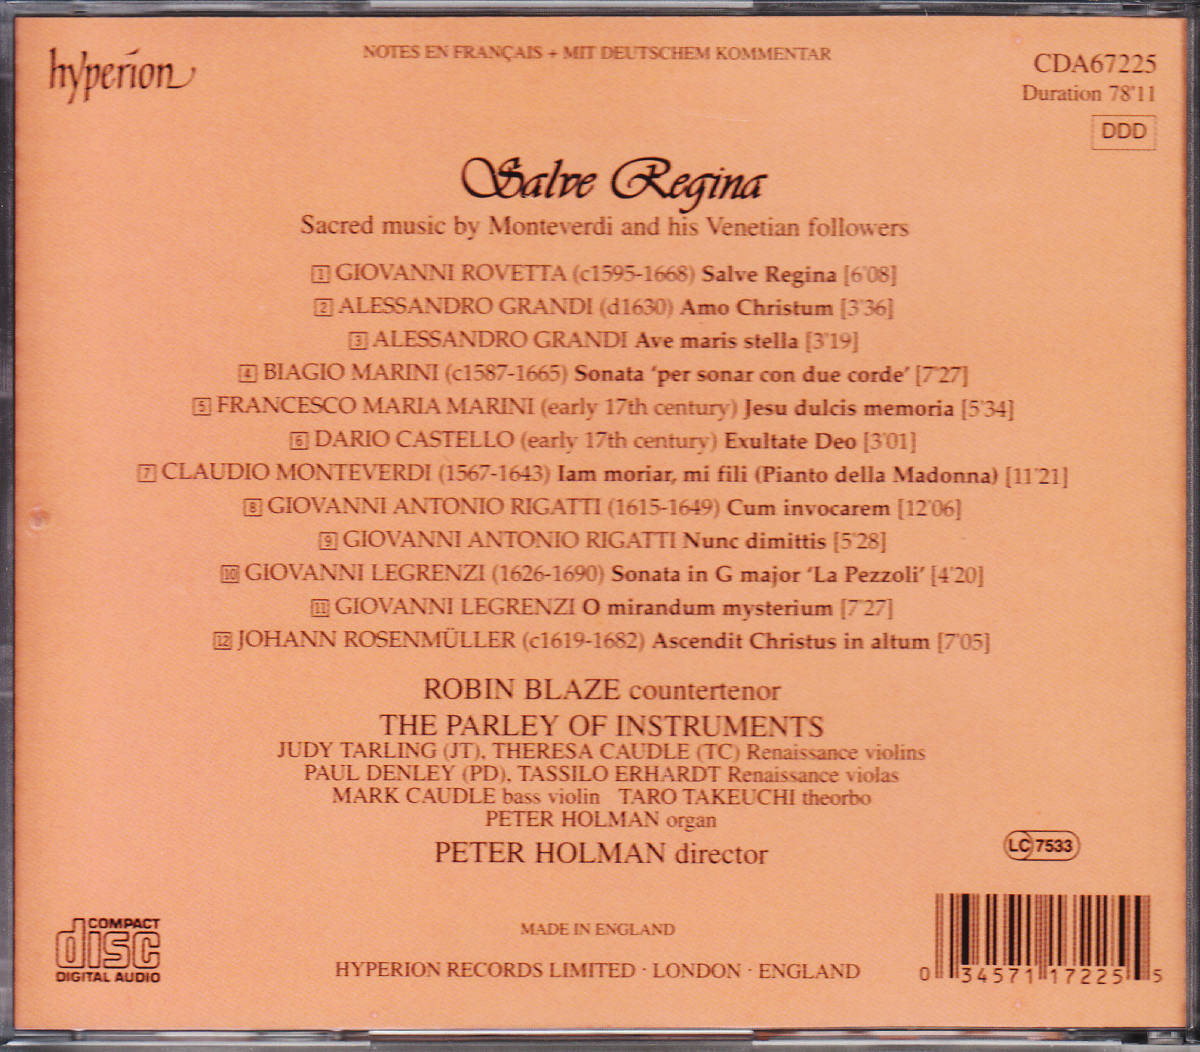 hyperion
NOTES EN FRANÇAIS + MIT DEUTSCHEM KOMMENTAR
CDA67225
Duration 78'11
DDD
Salve Regina
Sacred music by Monteverdi and his Venetian followers
1 GIOVANNI ROVETTA (c1595-1668) Salve Regina [6'08]
2 ALESSANDRO GRANDI (d1630) Amo Christum [3'36]
3 ALESSANDRO GRANDI Ave maris stella [3'19]
4 BIAGIO MARINI (c1587-1665) Sonata ‘per sonar con due corde’ [7'27]
5 FRANCESCO MARIA MARINI (early 17th century) Jesu dulcis memoria [5'34]
6 DARIO CASTELLO (early 17th century) Exultate Deo [3'01]
7 CLAUDIO MONTEVERDI (1567-1643) Iam moriar, mi fili (Pianto della Madonna) [11'21]
8 GIOVANNI ANTONIO RIGATTI (1615-1649) Cum invocarem [12'06]
9 GIOVANNI ANTONIO RIGATTI Nunc dimittis [5'28]
10 GIOVANNI LEGRENZI (1626-1690) Sonata in G major ‘La Pezzoli’ [4'20]
11 GIOVANNI LEGRENZI O mirandum mysterium [7'27]
12 JOHANN ROSENMÜLLER (c1619-1682) Ascendit Christus in altum [7'05]
ROBIN BLAZE countertenor
THE PARLEY OF INSTRUMENTS
JUDY TARLING (JT), THERESA CAUDLE (TC) Renaissance violins
PAUL DENLEY (PD), TASSILO ERHARDT Renaissance violas
MARK CAUDLE bass violin TARO TAKEUCHI theorbo
PETER HOLMAN organ
PETER HOLMAN director
LC 7533
COMPACT
disc
DIGITAL AUDIO
MADE IN ENGLAND
HYPERION RECORDS LIMITED · LONDON · ENGLAND
0 34571 17225 5